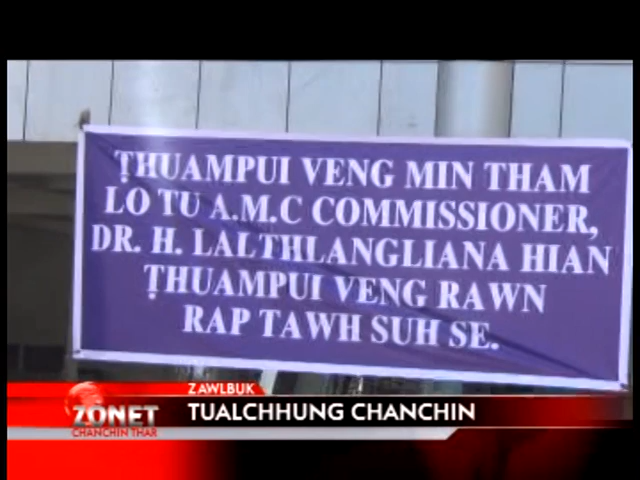 ṬHUAMPUI VENG MIN THAM
LO TU A.M.C COMMISSIONER,
DR. H. LALTHLANGLIANA HIAN
ṬHUAMPUI VENG RAWN
RAP TAWH SUH SE.
ZAWLBUK
ZONET
TUALCHHUNG CHANCHIN
CHANCHIN THAR